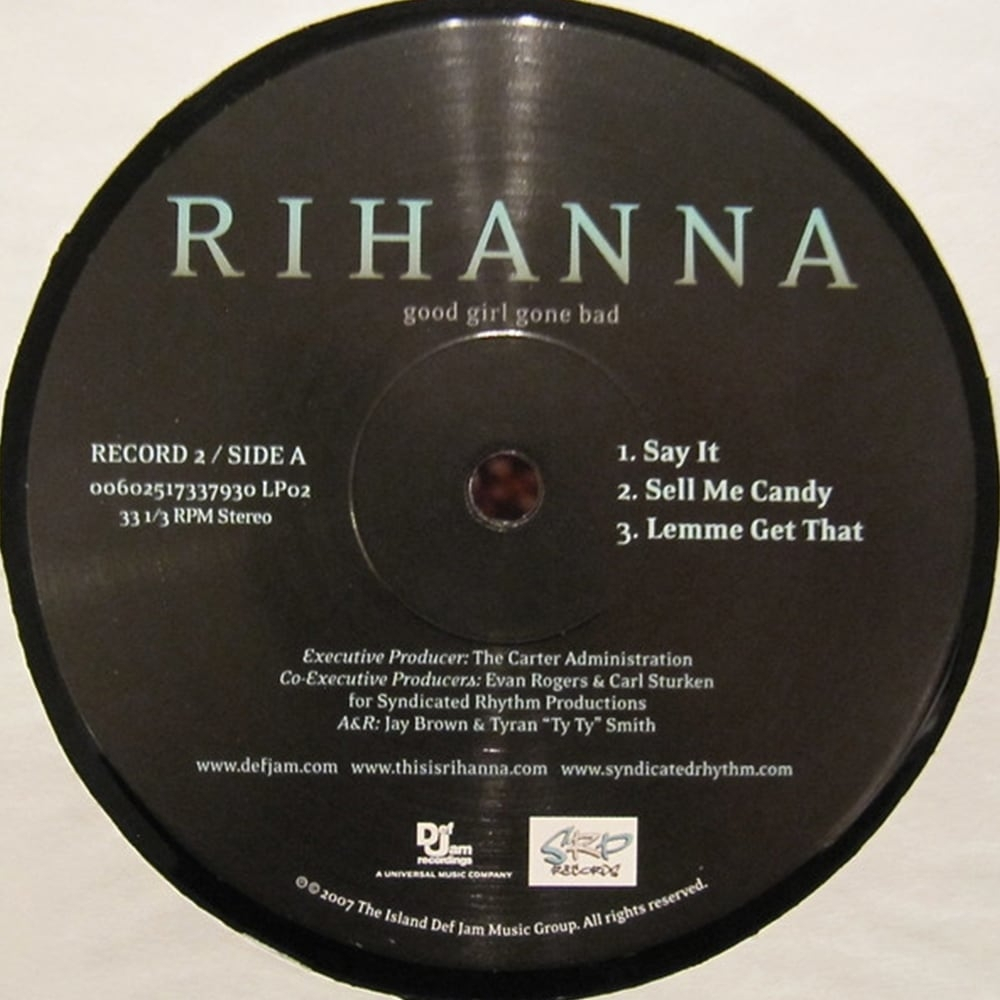 RIHANNA
good girl gone bad
RECORD 2 / SIDE A
00602517337930 LP02
33 1/3 RPM Stereo
1. Say It
2. Sell Me Candy
3. Lemme Get That
Executive Producer: The Carter Administration
Co-Executive Producers: Evan Rogers & Carl Sturken
for Syndicated Rhythm Productions
A&R: Jay Brown & Tyran “Ty Ty” Smith
www.defjam.com www.thisisrihanna.com www.syndicatedrhythm.com
Def Jam
recordings
A UNIVERSAL MUSIC COMPANY
SRP
RECORDS
℗ © 2007 The Island Def Jam Music Group. All rights reserved.